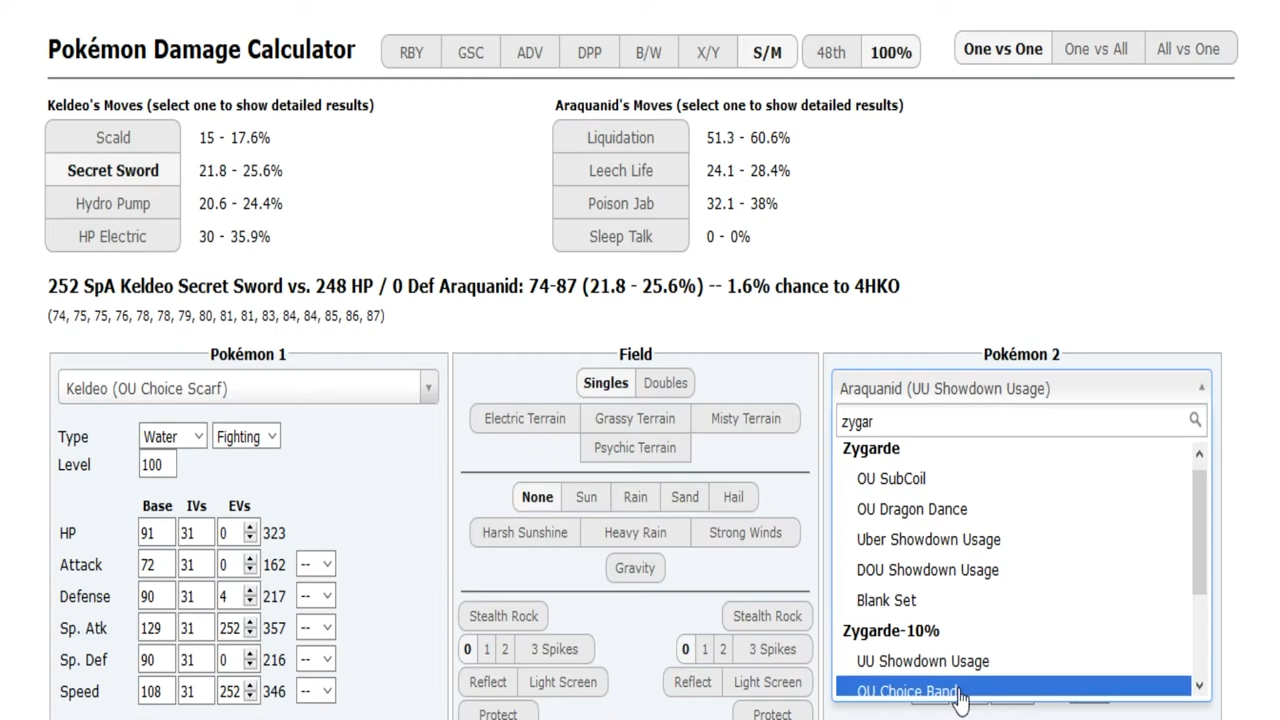 Pokémon Damage Calculator RBY GSC ADV DPP B/W X/Y S/M 48th 100% One vs One One vs All All vs One
Keldeo's Moves (select one to show detailed results) Araquanid's Moves (select one to show detailed results)
Scald 15 - 17.6% Liquidation 51.3 - 60.6%
Secret Sword 21.8 - 25.6% Leech Life 24.1 - 28.4%
Hydro Pump 20.6 - 24.4% Poison Jab 32.1 - 38%
HP Electric 30 - 35.9% Sleep Talk 0 - 0%
252 SpA Keldeo Secret Sword vs. 248 HP / 0 Def Araquanid: 74-87 (21.8 - 25.6%) -- 1.6% chance to 4HKO
(74, 75, 75, 76, 78, 78, 79, 80, 81, 81, 83, 84, 84, 85, 86, 87)
Pokémon 1 Field Pokémon 2
Keldeo (OU Choice Scarf) Singles Doubles Araquanid (UU Showdown Usage)
Electric Terrain Grassy Terrain Misty Terrain zygar
Type Water Fighting Psychic Terrain Zygarde
Level 100 OU SubCoil
Base IVs EVs None Sun Rain Sand Hail OU Dragon Dance
HP 91 31 0 323 Harsh Sunshine Heavy Rain Strong Winds Uber Showdown Usage
Attack 72 31 0 162 -- Gravity DOU Showdown Usage
Defense 90 31 4 217 -- Blank Set
Sp. Atk 129 31 252 357 -- Stealth Rock Stealth Rock Zygarde-10%
Sp. Def 90 31 0 216 -- 0 1 2 3 Spikes 0 1 2 3 Spikes UU Showdown Usage
Speed 108 31 252 346 -- Reflect Light Screen Reflect Light Screen OU Choice Band
Protect Protect